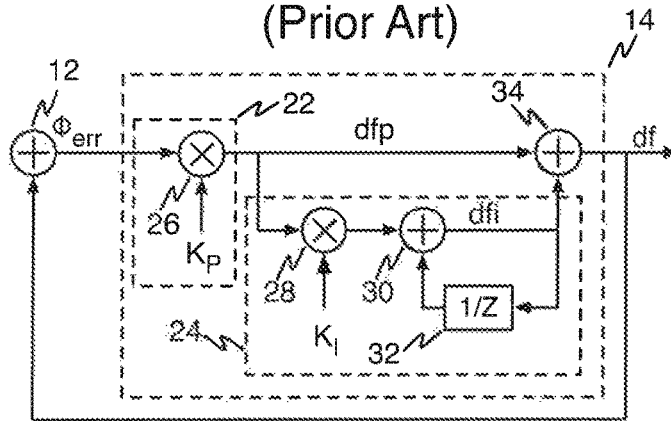 (Prior Art)
12
14
22
34
Φerr
dfp
df
26
KP
dfi
28
30
KI
1/Z
24
32